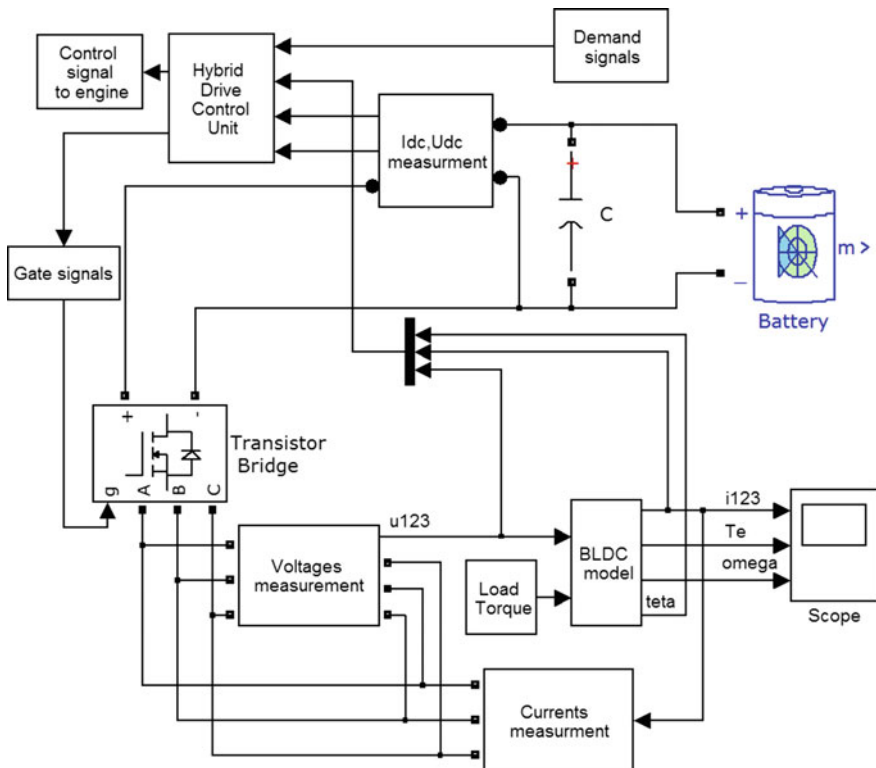 Control
signal
to engine
Hybrid
Drive
Control
Unit
Demand
signals
Idc,Udc
measurment
+
C
+
m >
_
Battery
Gate signals
+
-
g
A
B
C
Transistor
Bridge
u123
Voltages
measurement
Load
Torque
BLDC
model
i123
Te
omega
teta
Scope
Currents
measurment